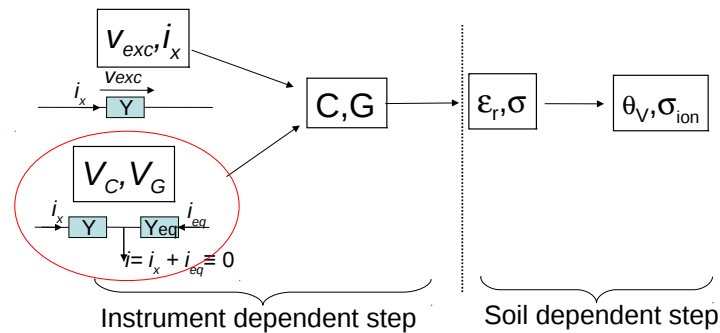 v_exc,i_x
v_exc
i_x
Y
C,G
ε_r,σ
θ_V,σ_ion
V_C,V_G
i_x
Y
Yeq
i_eq
i= i_x + i_eq ≡ 0
Instrument dependent step
Soil dependent step